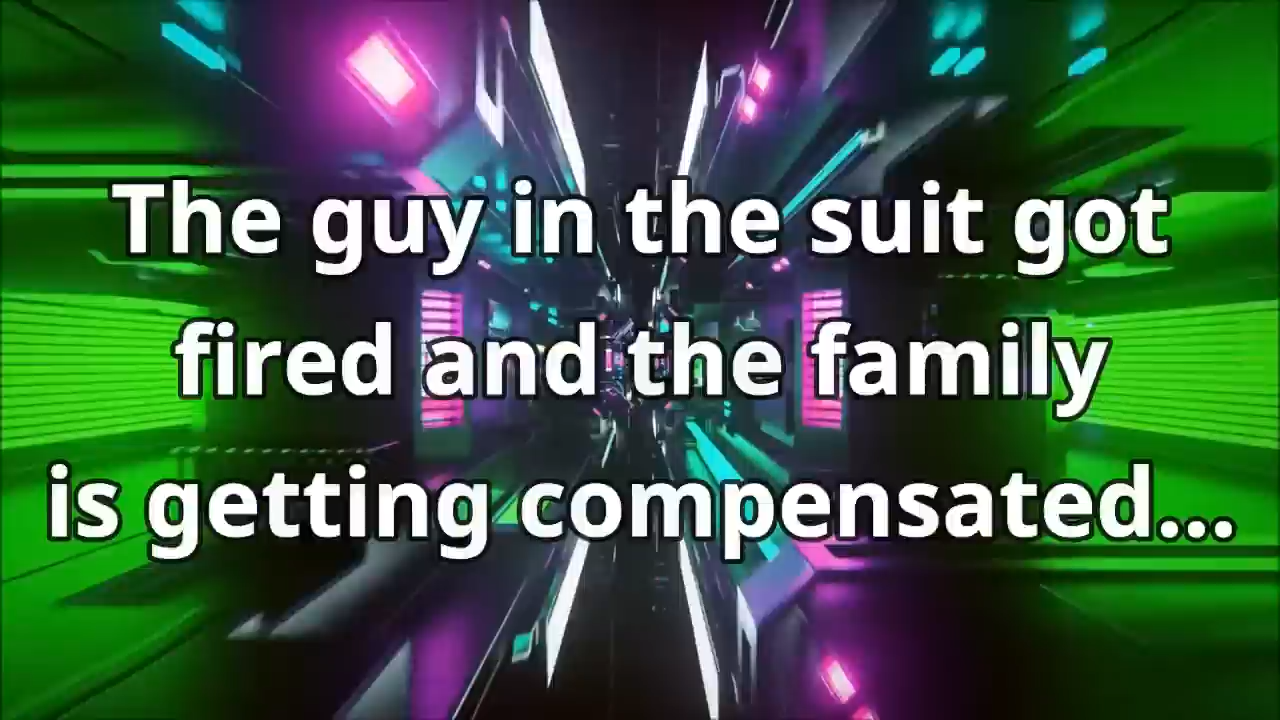 The guy in the suit got
fired and the family
is getting compensated...